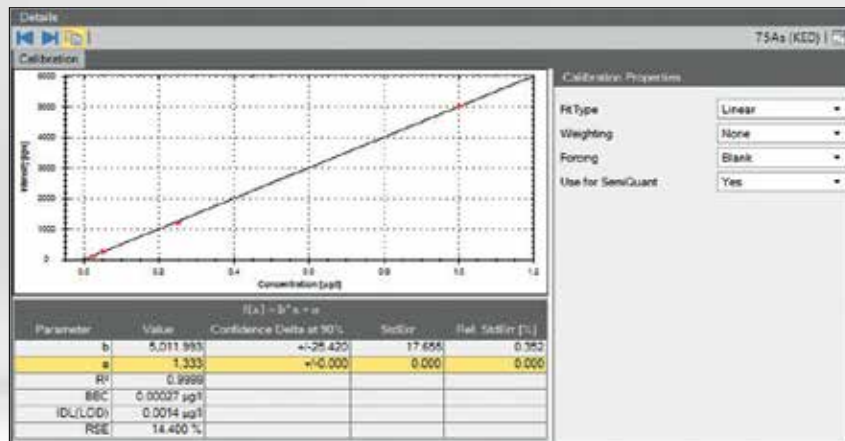 Details
75As (KED) |
Calibration
Calibration Properties
Fit Type Linear
Weighting None
Forcing Blank
Use for SemiQuant Yes
6000
5000
4000
3000
2000
1000
0
0.0 0.2 0.4 0.6 0.8 1.0 1.2
Intensity [cps]
Concentration [µg/l]
f(x) = b*x + a
Parameter Value Confidence Delta at 90% StdErr Rel. StdErr [%]
b 5,011.993 +/-25.420 17.655 0.352
a 1.333 +/-0.000 0.000 0.000
R² 0.9999
BEC 0.00027 µg/l
IDL(LOD) 0.0014 µg/l
RSE 14.400 %